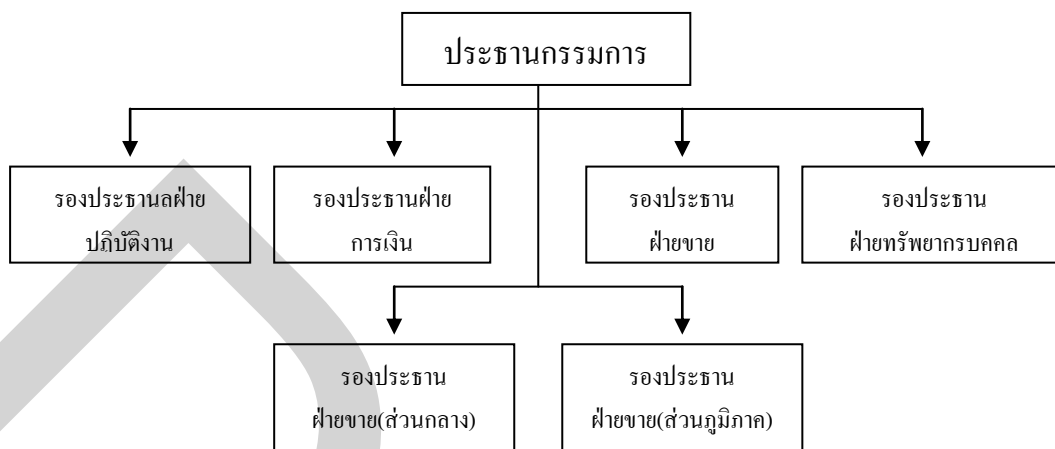 ประธานกรรมการ
รองประธานลฝ่าย
ปฏิบัติงาน
รองประธานฝ่าย
การเงิน
รองประธาน
ฝ่ายขาย
รองประธาน
ฝ่ายทรัพยากรบคคล
รองประธาน
ฝ่ายขาย(ส่วนกลาง)
รองประธาน
ฝ่ายขาย(ส่วนภูมิภาค)